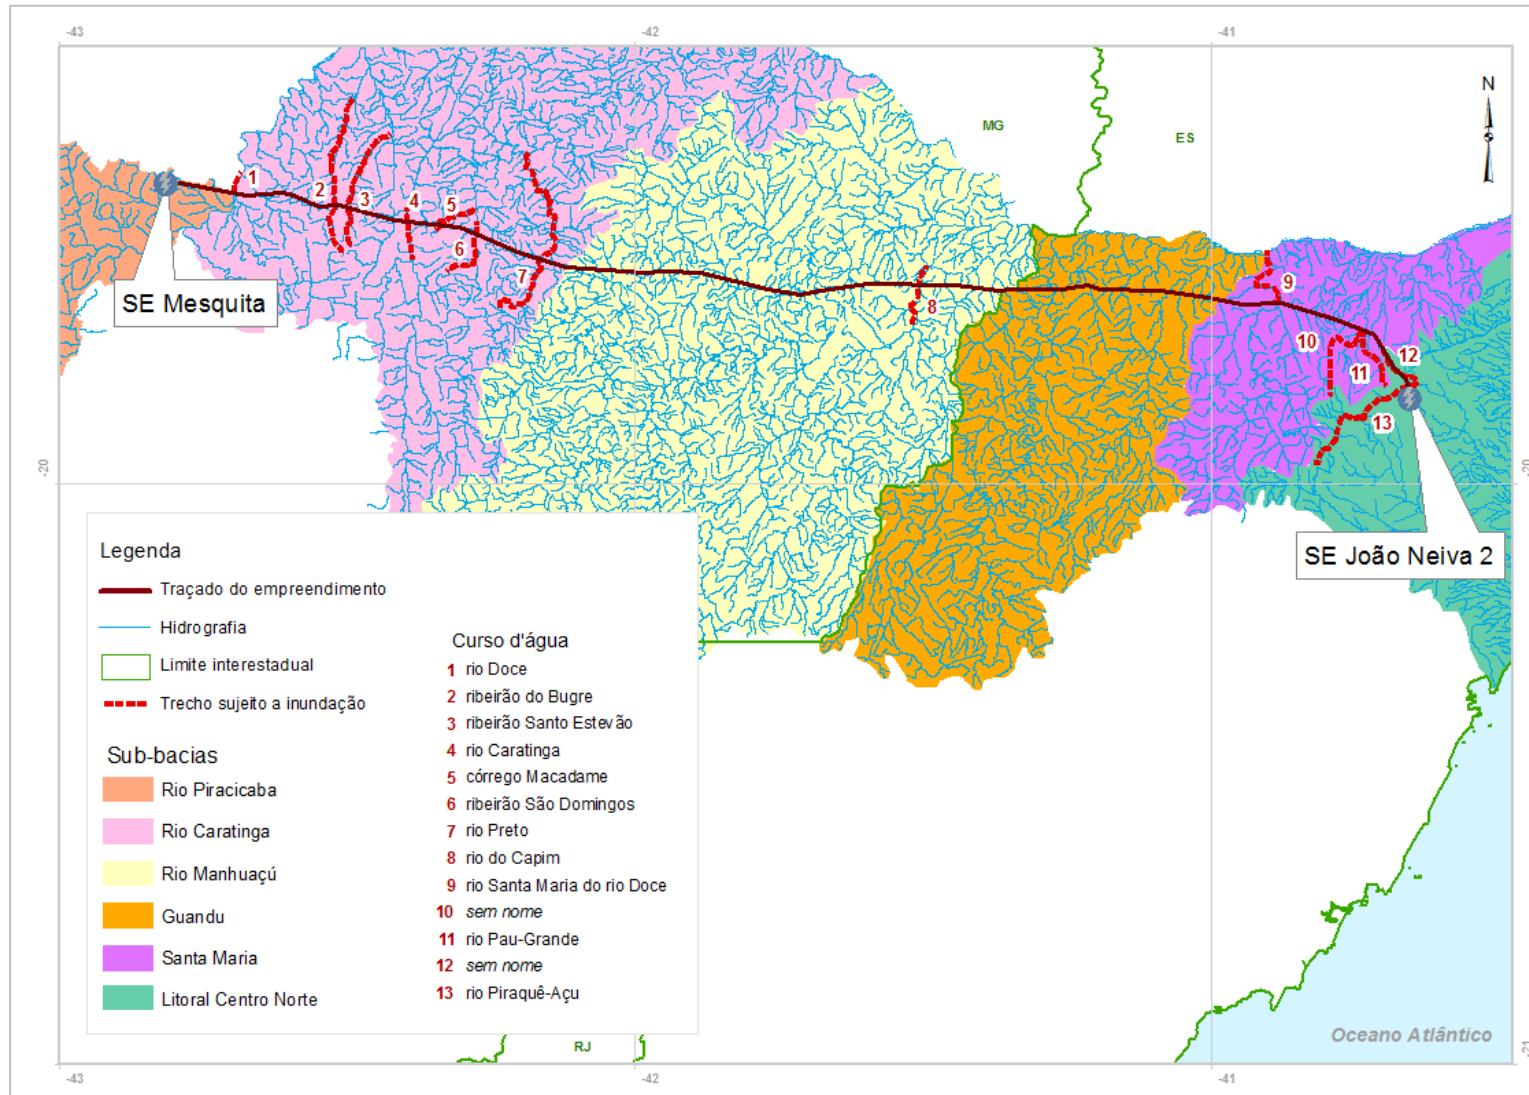 -43
-42
-41
N
MG
ES
1
2
3
4
5
6
7
8
9
10
11
12
13
SE Mesquita
SE João Neiva 2
-20
-20
Legenda
Traçado do empreendimento
Hidrografia
Limite interestadual
Trecho sujeito a inundação
Sub-bacias
Rio Piracicaba
Rio Caratinga
Rio Manhuaçú
Guandu
Santa Maria
Litoral Centro Norte
Curso d'água
1 rio Doce
2 ribeirão do Bugre
3 ribeirão Santo Estevão
4 rio Caratinga
5 córrego Macadame
6 ribeirão São Domingos
7 rio Preto
8 rio do Capim
9 rio Santa Maria do rio Doce
10 sem nome
11 rio Pau-Grande
12 sem nome
13 rio Piraquê-Açu
RJ
Oceano Atlântico
-21
-43
-42
-41